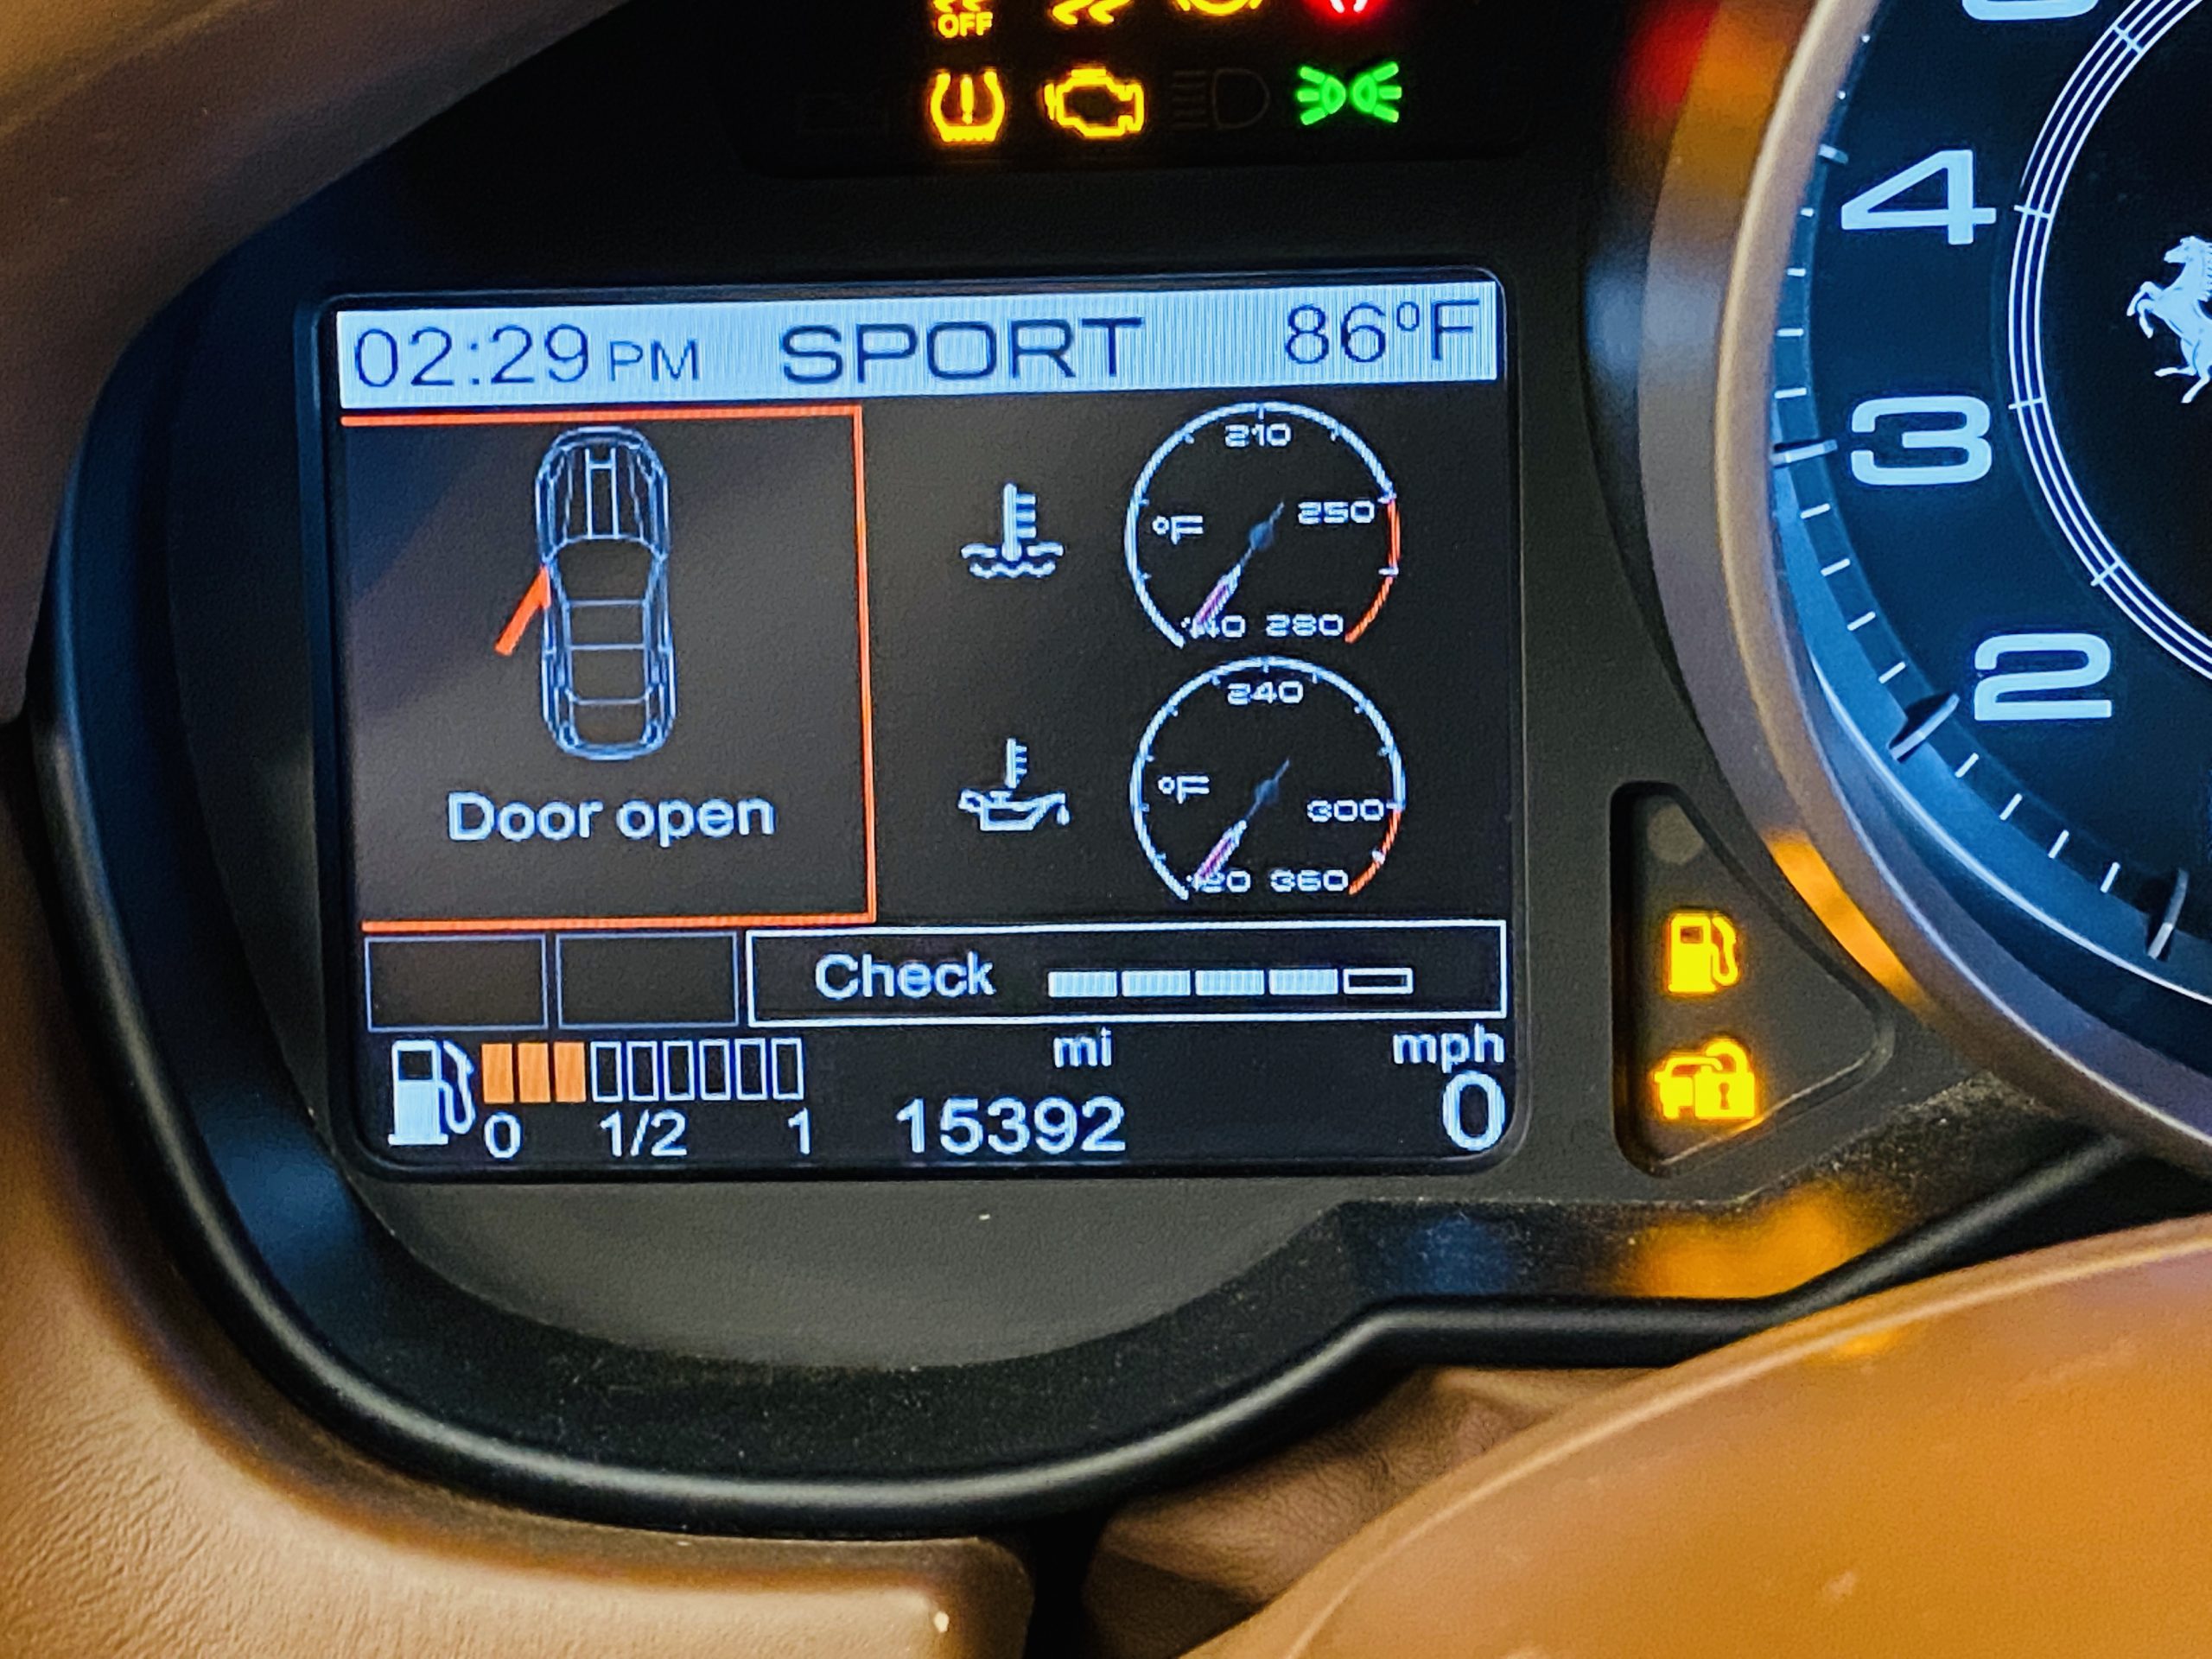 OFF
02:29 PM SPORT 86°F
210
°F
250
140 280
240
°F
300
120 360
Door open
Check
mi mph
0 1/2 1 15392 0
4
3
2